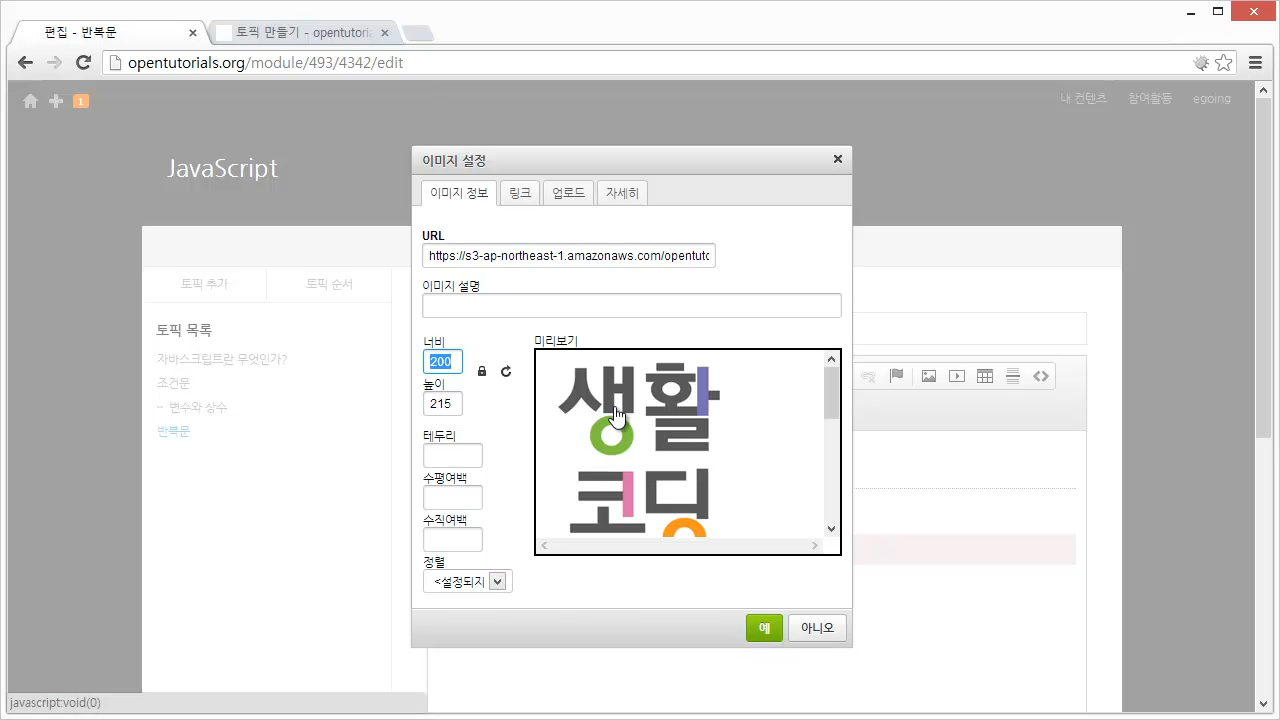 편집 - 반복문
토픽 만들기 - opentutoria
opentutorials.org/module/493/4342/edit
1
내 컨텐츠
참여활동
egoing
JavaScript
이미지 설정
이미지 정보
링크
업로드
자세히
URL
https://s3-ap-northeast-1.amazonaws.com/opentuto
이미지 설명
토픽 추가
토픽 순서
토픽 목록
자바스크립트란 무엇인가?
조건문
변수와 상수
반복문
너비
200
높이
215
테두리
수평여백
수직여백
정렬
<설정되지
미리보기
생활
코딩
예
아니오
javascript:void(0)